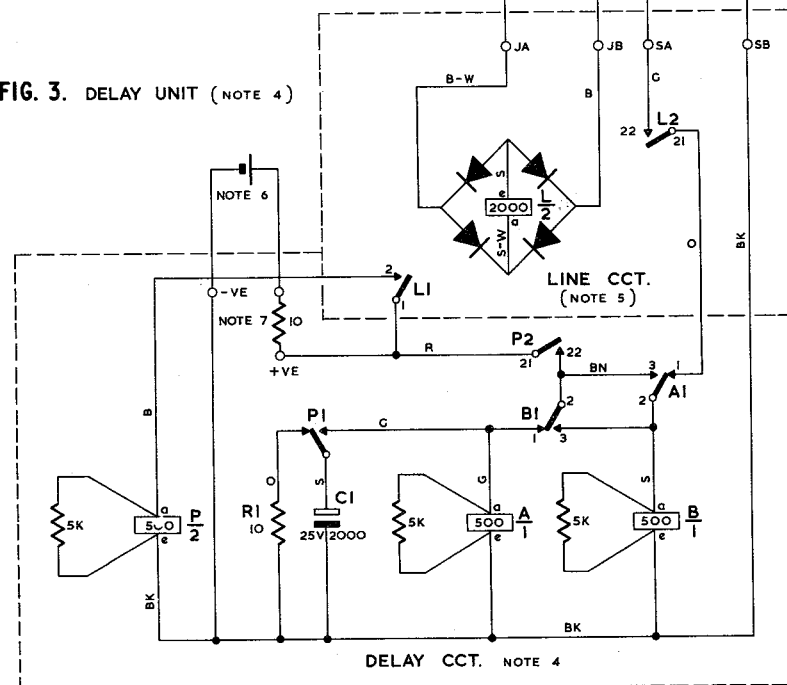 JA
JB
SA
SB
B-W
B
G
FIG. 3. DELAY UNIT (NOTE 4)
L2
22
21
NOTE 6
S
e
2000
L/2
a
S-W
O
BK
LINE CCT.
(NOTE 5)
2
L1
1
-VE
NOTE 7
10
+VE
R
P2
21
22
BN
3
1
A1
2
B
P1
G
B1
2
1
3
O
S
G
S
5K
a
P/2
e
R1
10
C1
25V 2000
5K
a
500
A/1
e
5K
a
500
B/1
e
BK
BK
DELAY CCT. NOTE 4